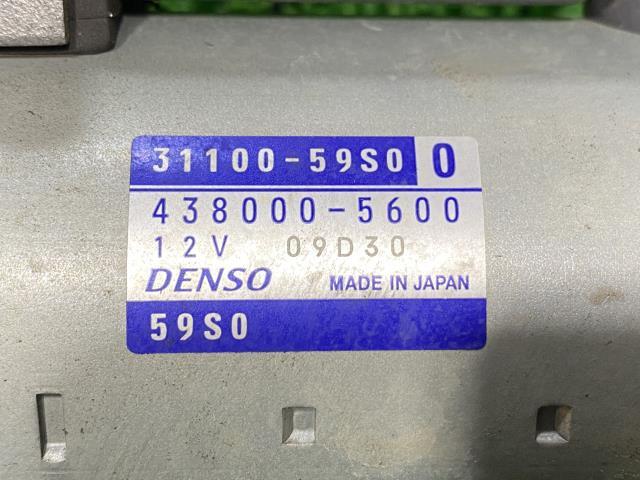 31100-59S0 0
438000-5600
12V 09D30
DENSO MADE IN JAPAN
59S0